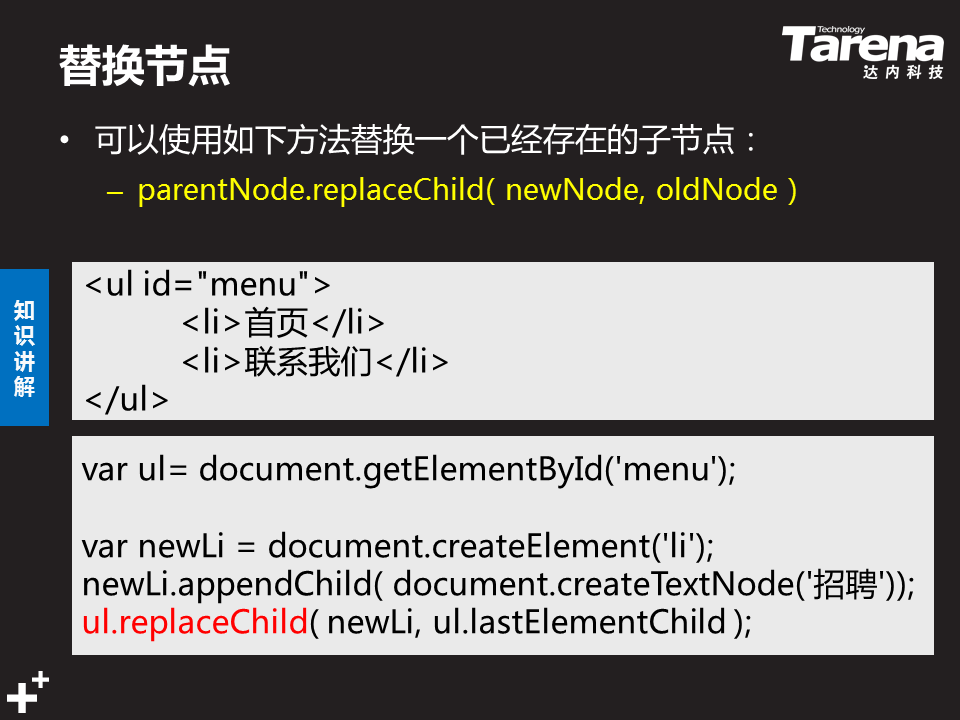 替换节点
Technology
Tarena
达内科技
• 可以使用如下方法替换一个已经存在的子节点：
– parentNode.replaceChild( newNode, oldNode )
知识讲解
<ul id="menu">
<li>首页</li>
<li>联系我们</li>
</ul>
var ul= document.getElementById('menu');
var newLi = document.createElement('li');
newLi.appendChild( document.createTextNode('招聘'));
ul.replaceChild( newLi, ul.lastElementChild );